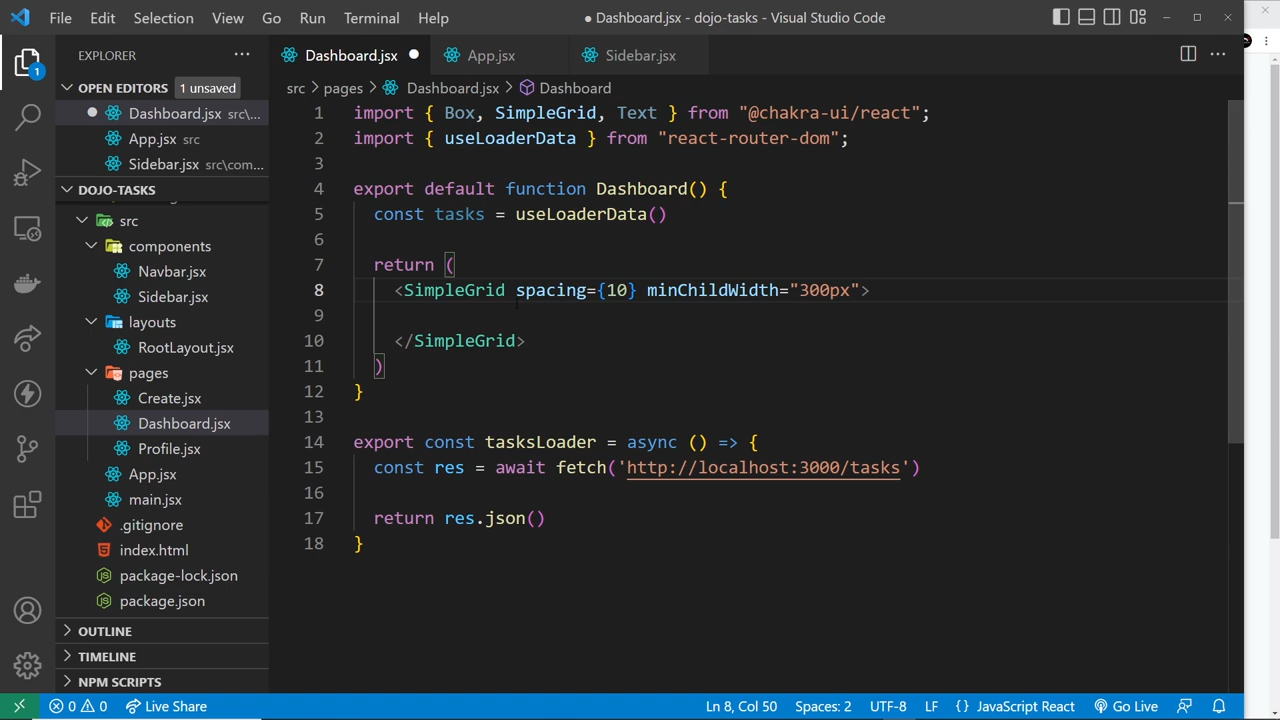 File Edit Selection View Go Run Terminal Help
● Dashboard.jsx - dojo-tasks - Visual Studio Code
EXPLORER
OPEN EDITORS 1 unsaved
Dashboard.jsx src\...
App.jsx src
Sidebar.jsx src\com...
DOJO-TASKS
src
components
Navbar.jsx
Sidebar.jsx
layouts
RootLayout.jsx
pages
Create.jsx
Dashboard.jsx
Profile.jsx
App.jsx
main.jsx
.gitignore
index.html
package-lock.json
package.json
OUTLINE
TIMELINE
NPM SCRIPTS
1
Dashboard.jsx ● App.jsx Sidebar.jsx
src > pages > Dashboard.jsx > Dashboard
1 import { Box, SimpleGrid, Text } from "@chakra-ui/react";
2 import { useLoaderData } from "react-router-dom";
3
4 export default function Dashboard() {
5 const tasks = useLoaderData()
6
7 return (
8 <SimpleGrid spacing={10} minChildWidth="300px">
9
10 </SimpleGrid>
11 )
12 }
13
14 export const tasksLoader = async () => {
15 const res = await fetch('http://localhost:3000/tasks')
16
17 return res.json()
18 }
0 0 Live Share
Ln 8, Col 50 Spaces: 2 UTF-8 LF {} JavaScript React Go Live